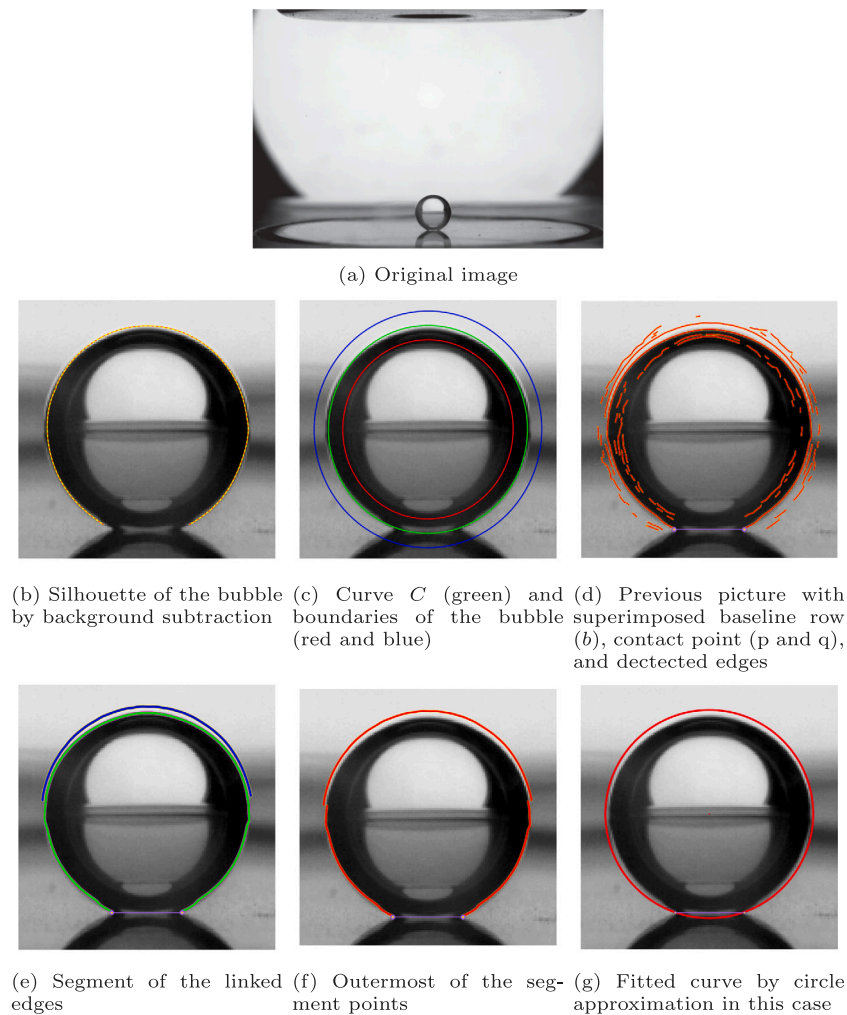 (a) Original image
(b) Silhouette of the bubble
by background subtraction
(c) Curve C (green) and
boundaries of the bubble
(red and blue)
(d) Previous picture with
superimposed baseline row
(b), contact point (p and q),
and dectected edges
(e) Segment of the linked
edges
(f) Outermost of the seg-
ment points
(g) Fitted curve by circle
approximation in this case